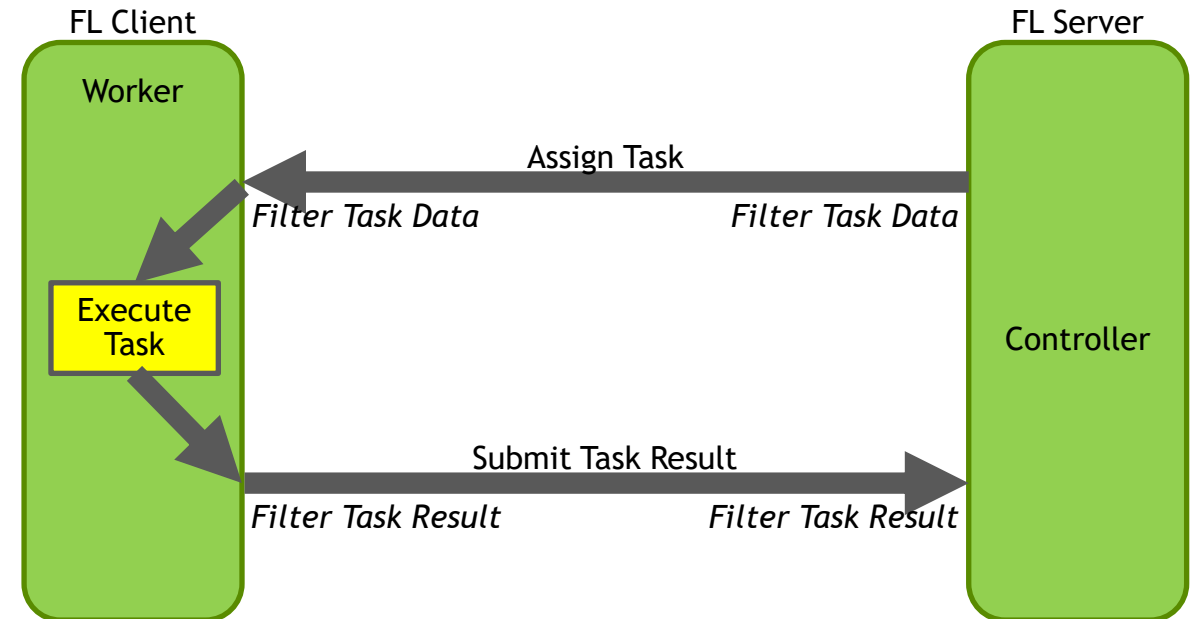 FL Client
FL Server
Worker
Assign Task
Filter Task Data
Filter Task Data
Execute
Task
Controller
Submit Task Result
Filter Task Result
Filter Task Result